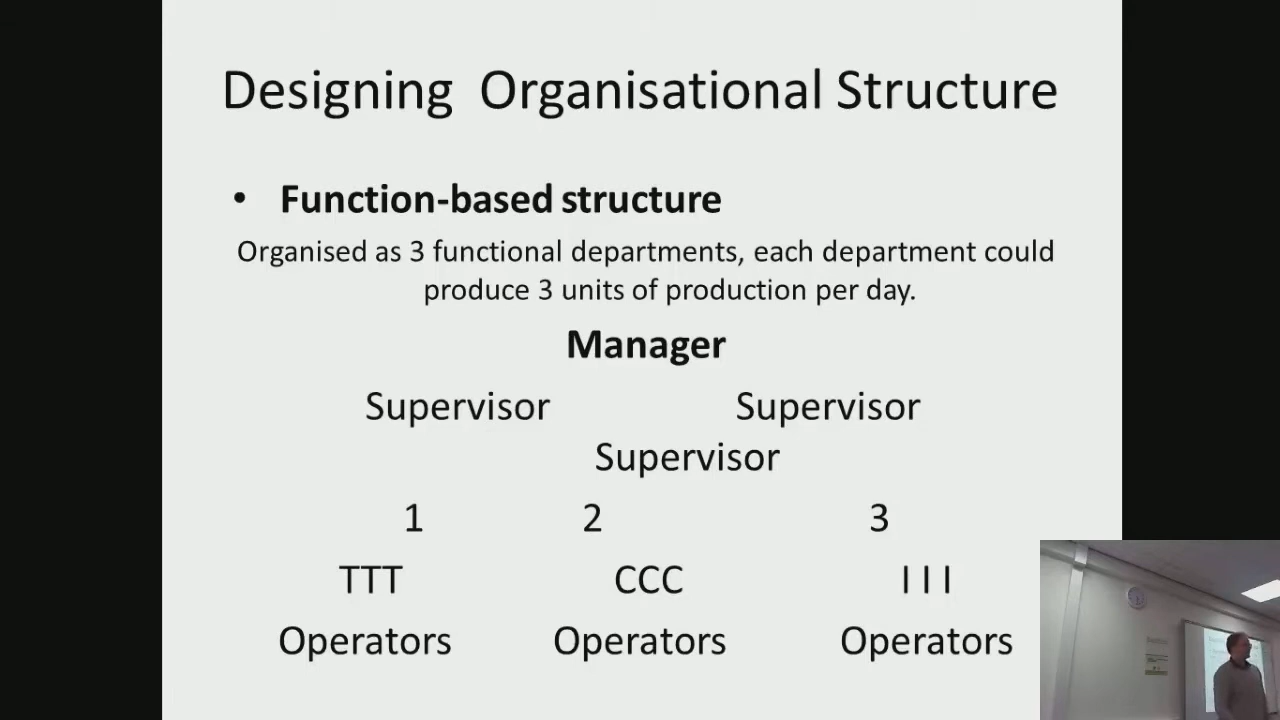 Designing Organisational Structure
• Function-based structure
Organised as 3 functional departments, each department could
produce 3 units of production per day.
Manager
Supervisor Supervisor
Supervisor
1 2 3
TTT CCC I I I
Operators Operators Operators